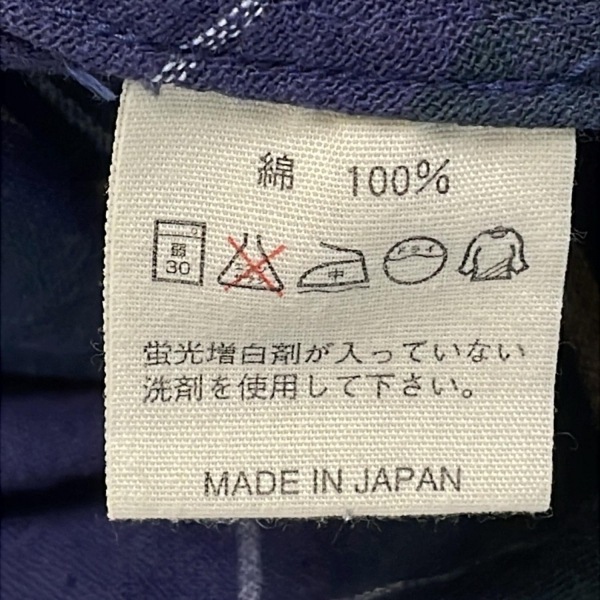 綿 100%
弱 30 中 ドライ
蛍光増白剤が入っていない
洗剤を使用して下さい。
MADE IN JAPAN